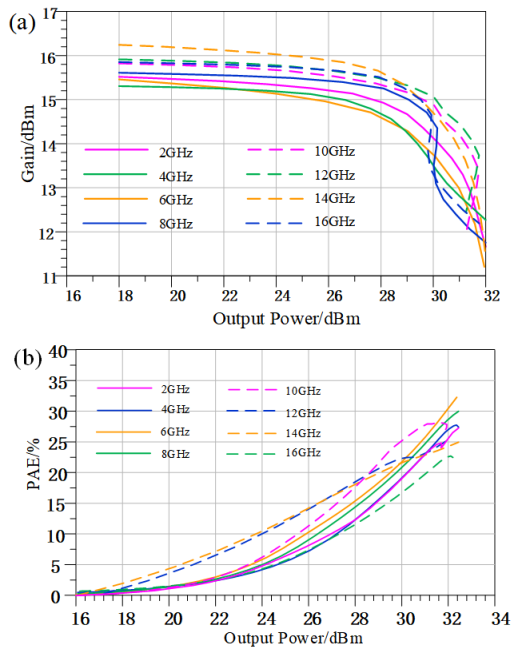 (a)
17
16
15
14
13
12
11
Gain/dBm
2GHz
4GHz
6GHz
8GHz
10GHz
12GHz
14GHz
16GHz
16 18 20 22 24 26 28 30 32
Output Power/dBm
(b)
40
35
30
25
20
15
10
5
0
PAE/%
2GHz
4GHz
6GHz
8GHz
10GHz
12GHz
14GHz
16GHz
16 18 20 22 24 26 28 30 32 34
Output Power/dBm